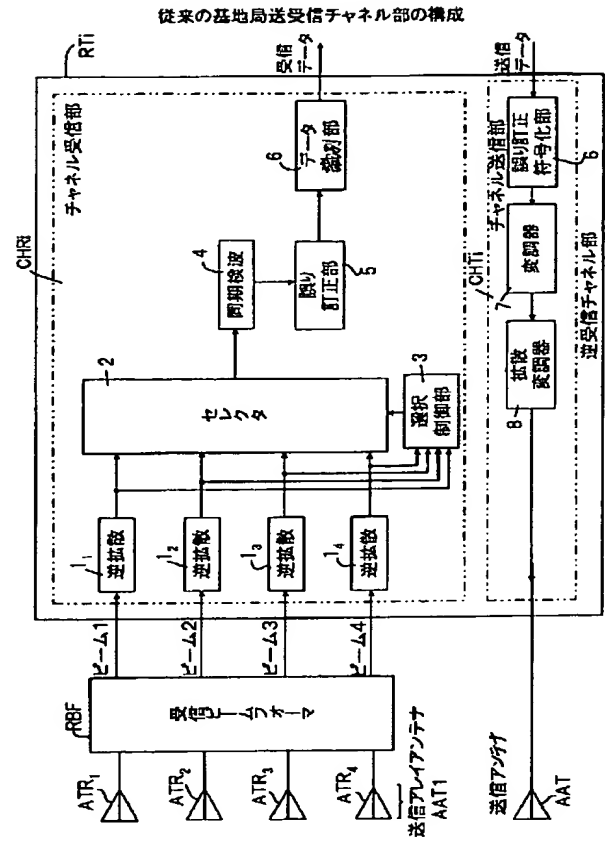 従来の基地局送受信チャネル部の構成
RTi
CHRi
チャネル受信部
受信
データ
6
データ
識別部
4
同期検波
誤り
訂正部
5
2
セレクタ
3
選択
制御部
1₁
逆拡散
1₂
逆拡散
1₃
逆拡散
1₄
逆拡散
ビーム1
ビーム2
ビーム3
ビーム4
RBF
受信ビームフォーマ
ATR₁
ATR₂
ATR₃
ATR₄
送信アレイアンテナ
AAT1
送信
データ
チャネル送信部
誤り訂正
符号化部
6
CHTi
7
変調器
8
拡散
変調器
逆受信チャネル部
送信アンテナ
AAT